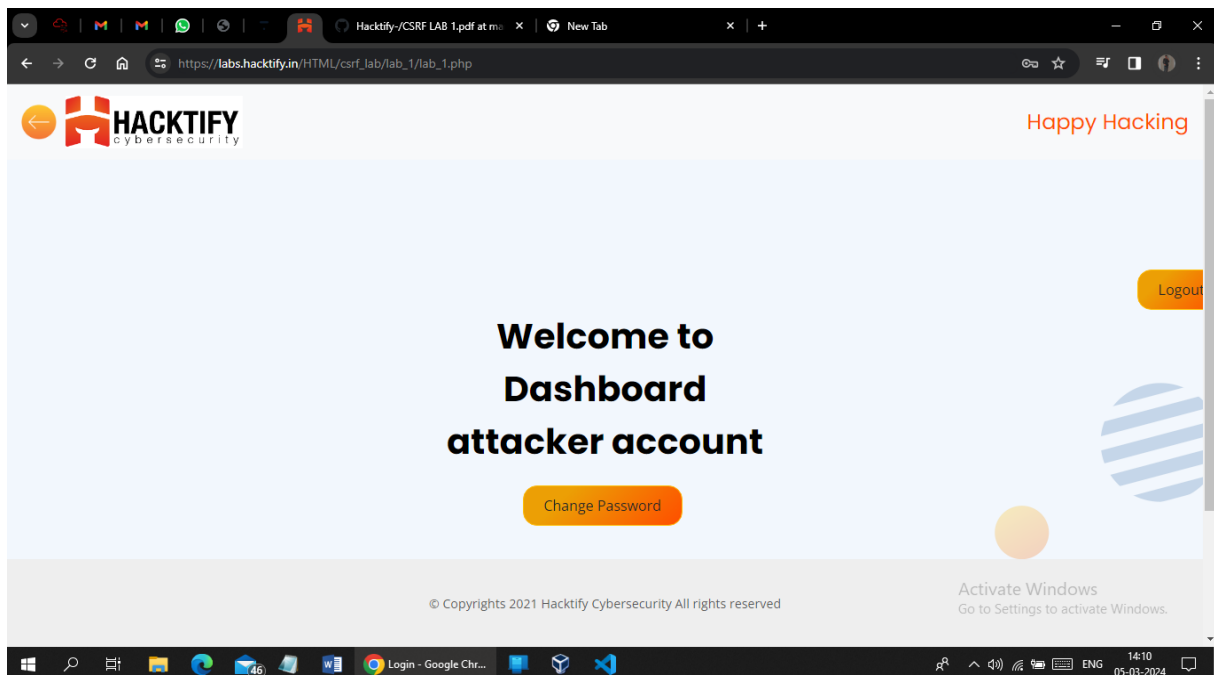 Hacktify-/CSRF LAB 1.pdf at ma
New Tab
https://labs.hacktify.in/HTML/csrf_lab/lab_1/lab_1.php
HACKTIFY
cybersecurity
Happy Hacking
Logout
Welcome to
Dashboard
attacker account
Change Password
© Copyrights 2021 Hacktify Cybersecurity All rights reserved
Activate Windows
Go to Settings to activate Windows.
46
Login - Google Chr...
ENG
14:10
05-03-2024